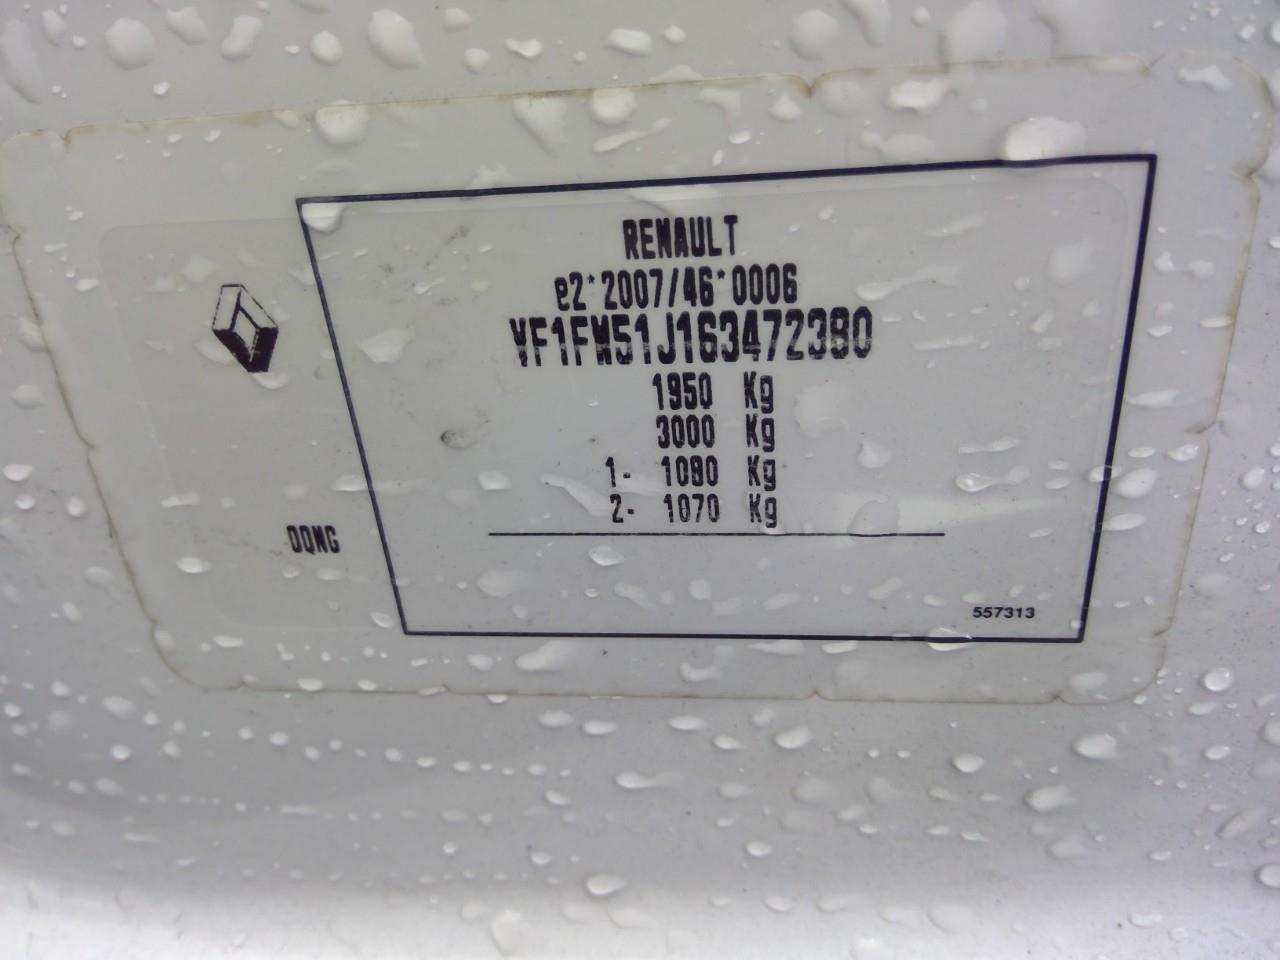 RENAULT
e2*2007/46*0006
VF1FW51J163472380
1950 Kg
3000 Kg
1- 1080 Kg
2- 1070 Kg
DQNG
557313